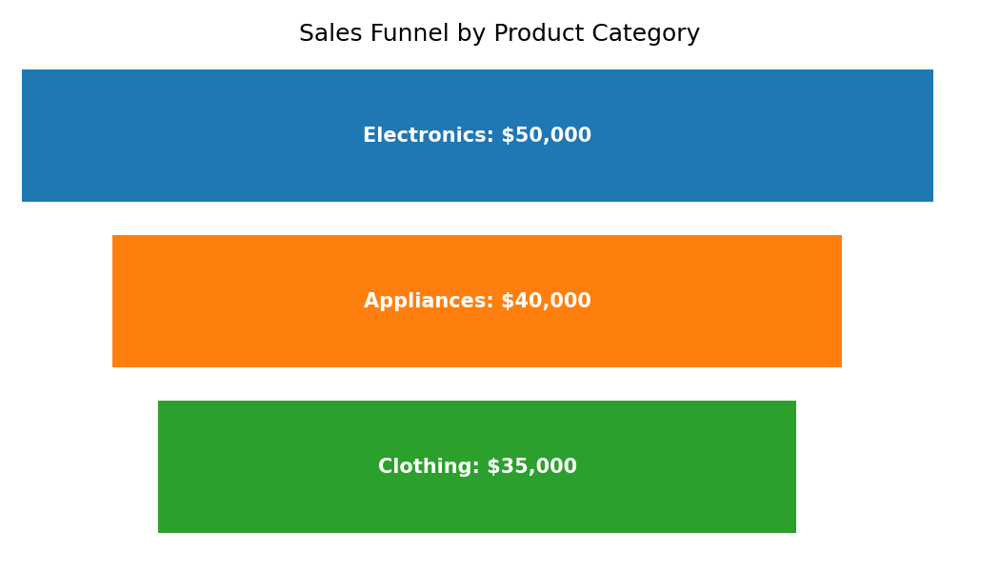 Sales Funnel by Product Category
Electronics: $50,000
Appliances: $40,000
Clothing: $35,000